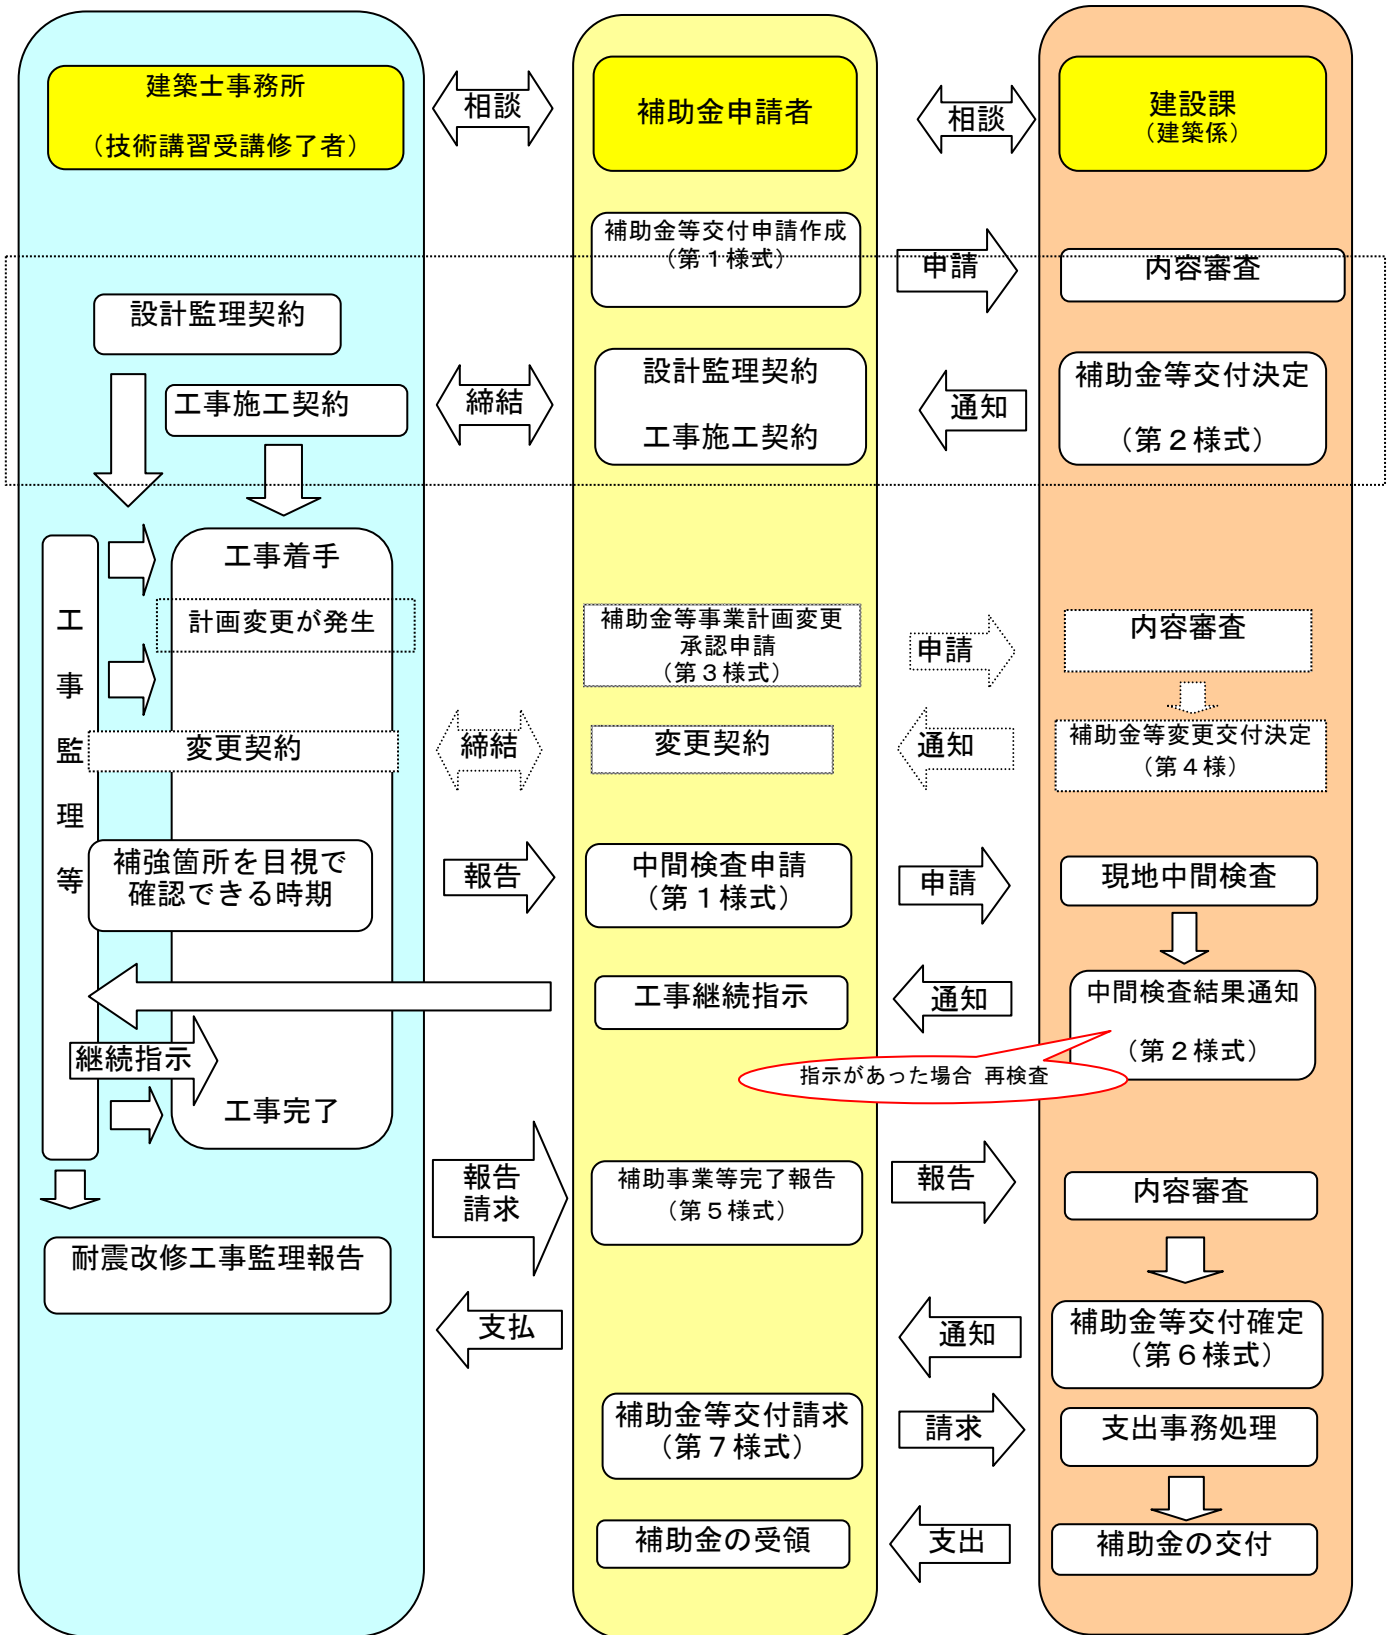 建築士事務所
（技術講習受講修了者）
相談
補助金申請者
相談
建設課
（建築係）
補助金等交付申請作成
（第１様式）
申請
内容審査
設計監理契約
工事施工契約
締結
設計監理契約
工事施工契約
通知
補助金等交付決定
（第２様式）
工事監理等
工事着手
計画変更が発生
補助金等事業計画変更
承認申請
（第３様式）
申請
内容審査
変更契約
締結
変更契約
通知
補助金等変更交付決定
（第４様）
補強箇所を目視で
確認できる時期
報告
中間検査申請
（第１様式）
申請
現地中間検査
工事継続指示
通知
中間検査結果通知
（第２様式）
指示があった場合 再検査
継続指示
工事完了
報告
請求
補助事業等完了報告
（第５様式）
報告
内容審査
耐震改修工事監理報告
支払
通知
補助金等交付確定
（第６様式）
補助金等交付請求
（第７様式）
請求
支出事務処理
補助金の受領
支出
補助金の交付